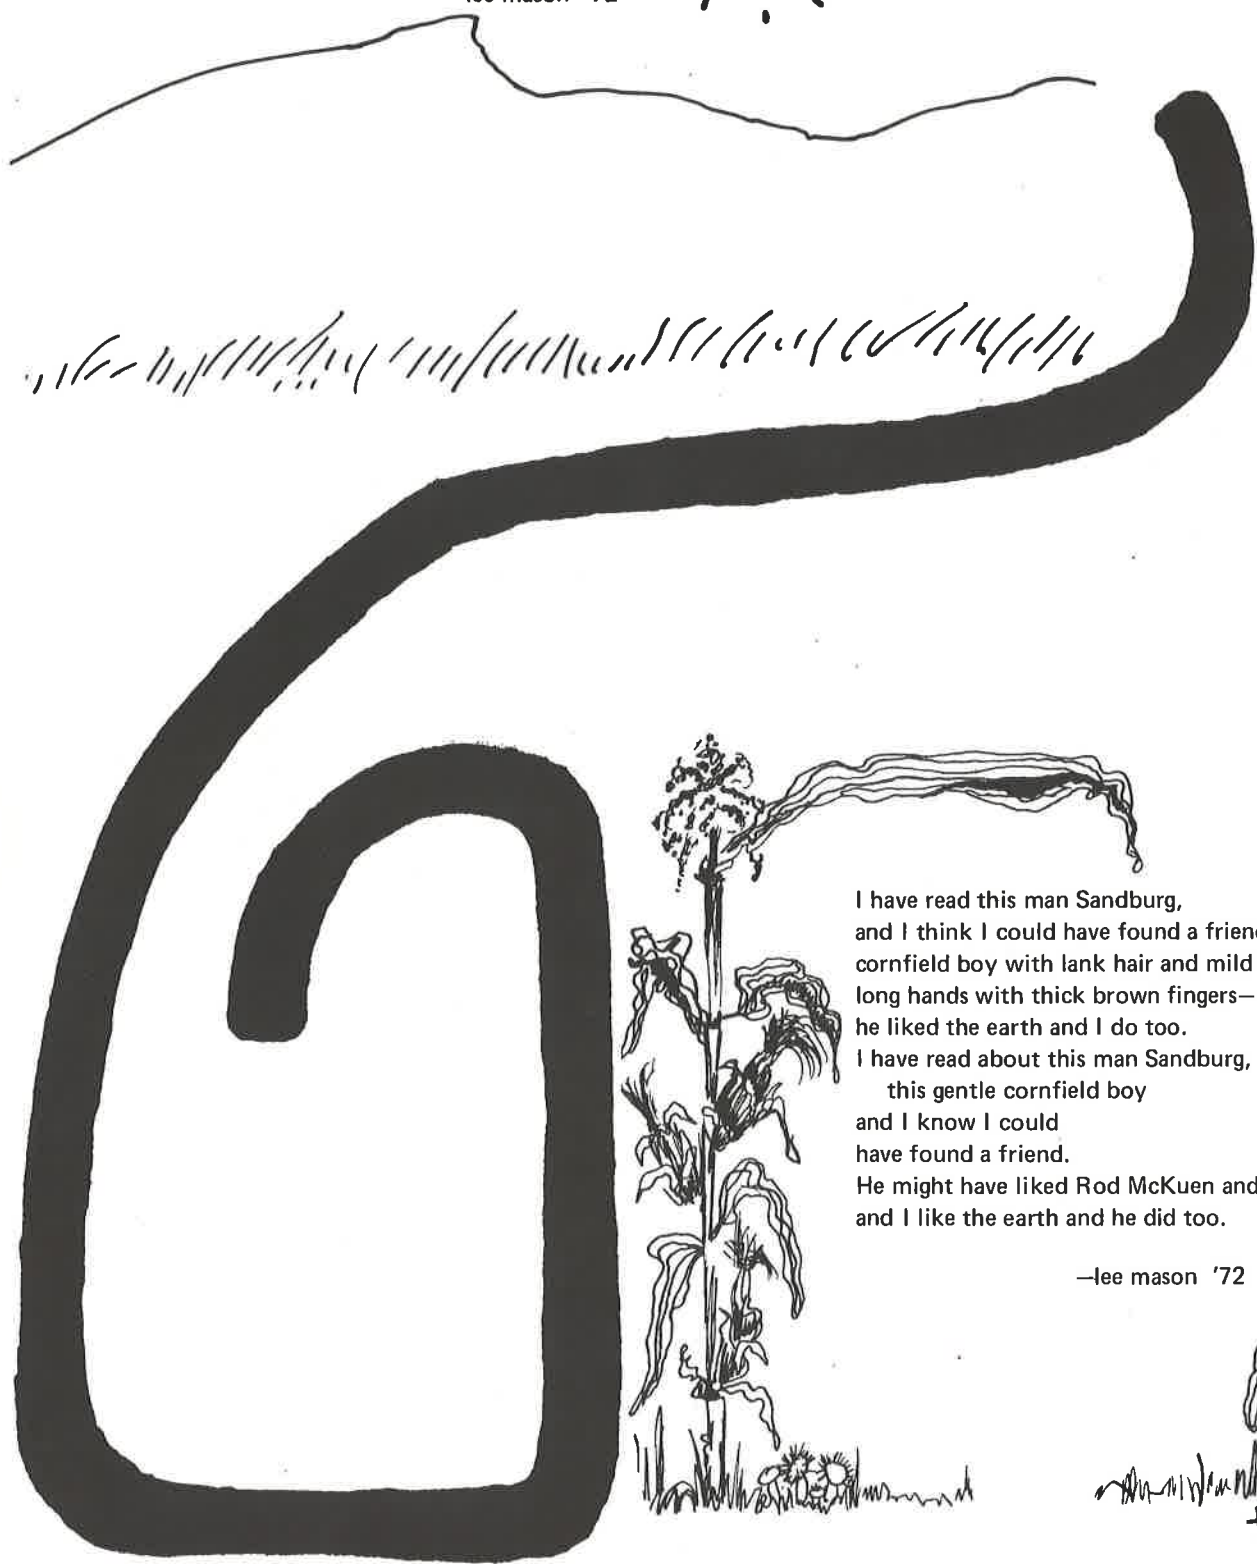 lee mason '72
I have read this man Sandburg,
and I think I could have found a
cornfield boy with lank hair and mild
long hands with thick brown fingers—
he liked the earth and I do too.
I have read about this man Sandburg,
this gentle cornfield boy
and I know I could
have found a friend.
He might have liked Rod McKuen and
and I like the earth and he did too.
—lee mason '72